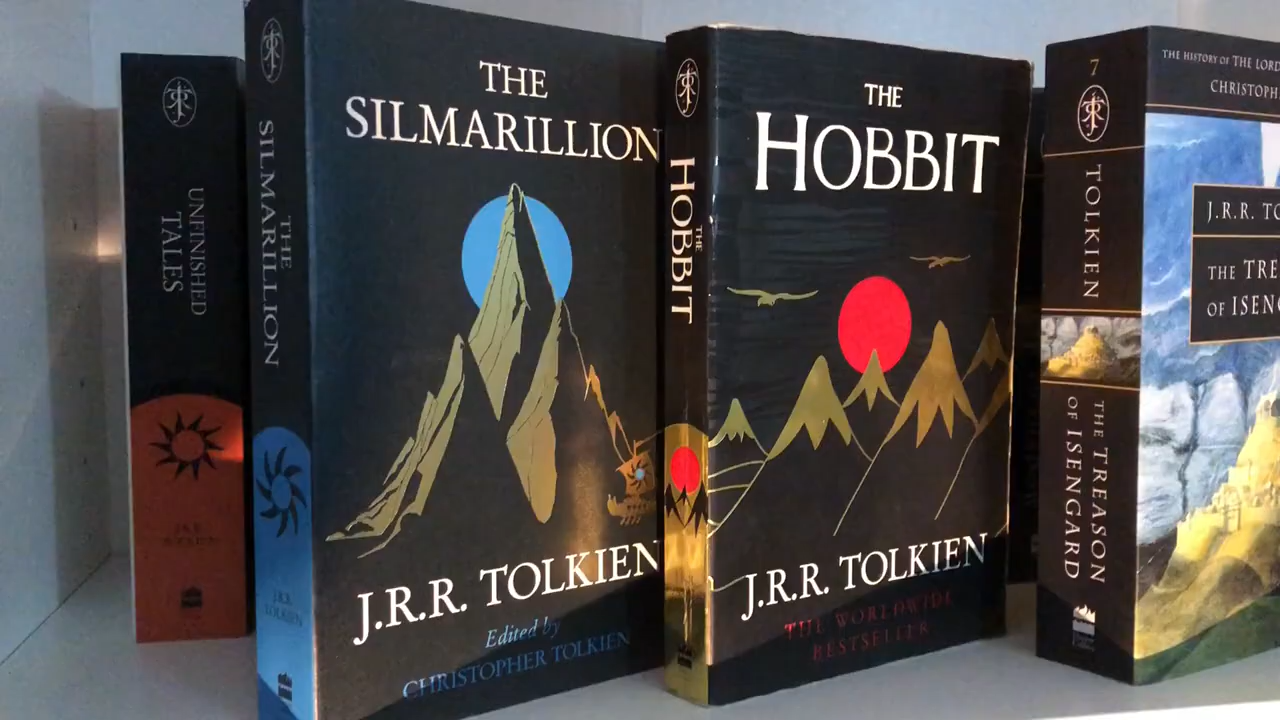 UNFINISHED
TALES
THE
SILMARILLION
J.R.R.
TOLKIEN
THE
SILMARILLION
J.R.R. TOLKIEN
Edited by
CHRISTOPHER TOLKIEN
THE
HOBBIT
THE
HOBBIT
J.R.R. TOLKIEN
THE WORLDWIDE
BESTSELLER
7
TOLKIEN
THE TREASON
OF ISENGARD
THE HISTORY OF THE LORD
CHRISTOPH
J.R.R. TO
THE TRE
OF ISENG